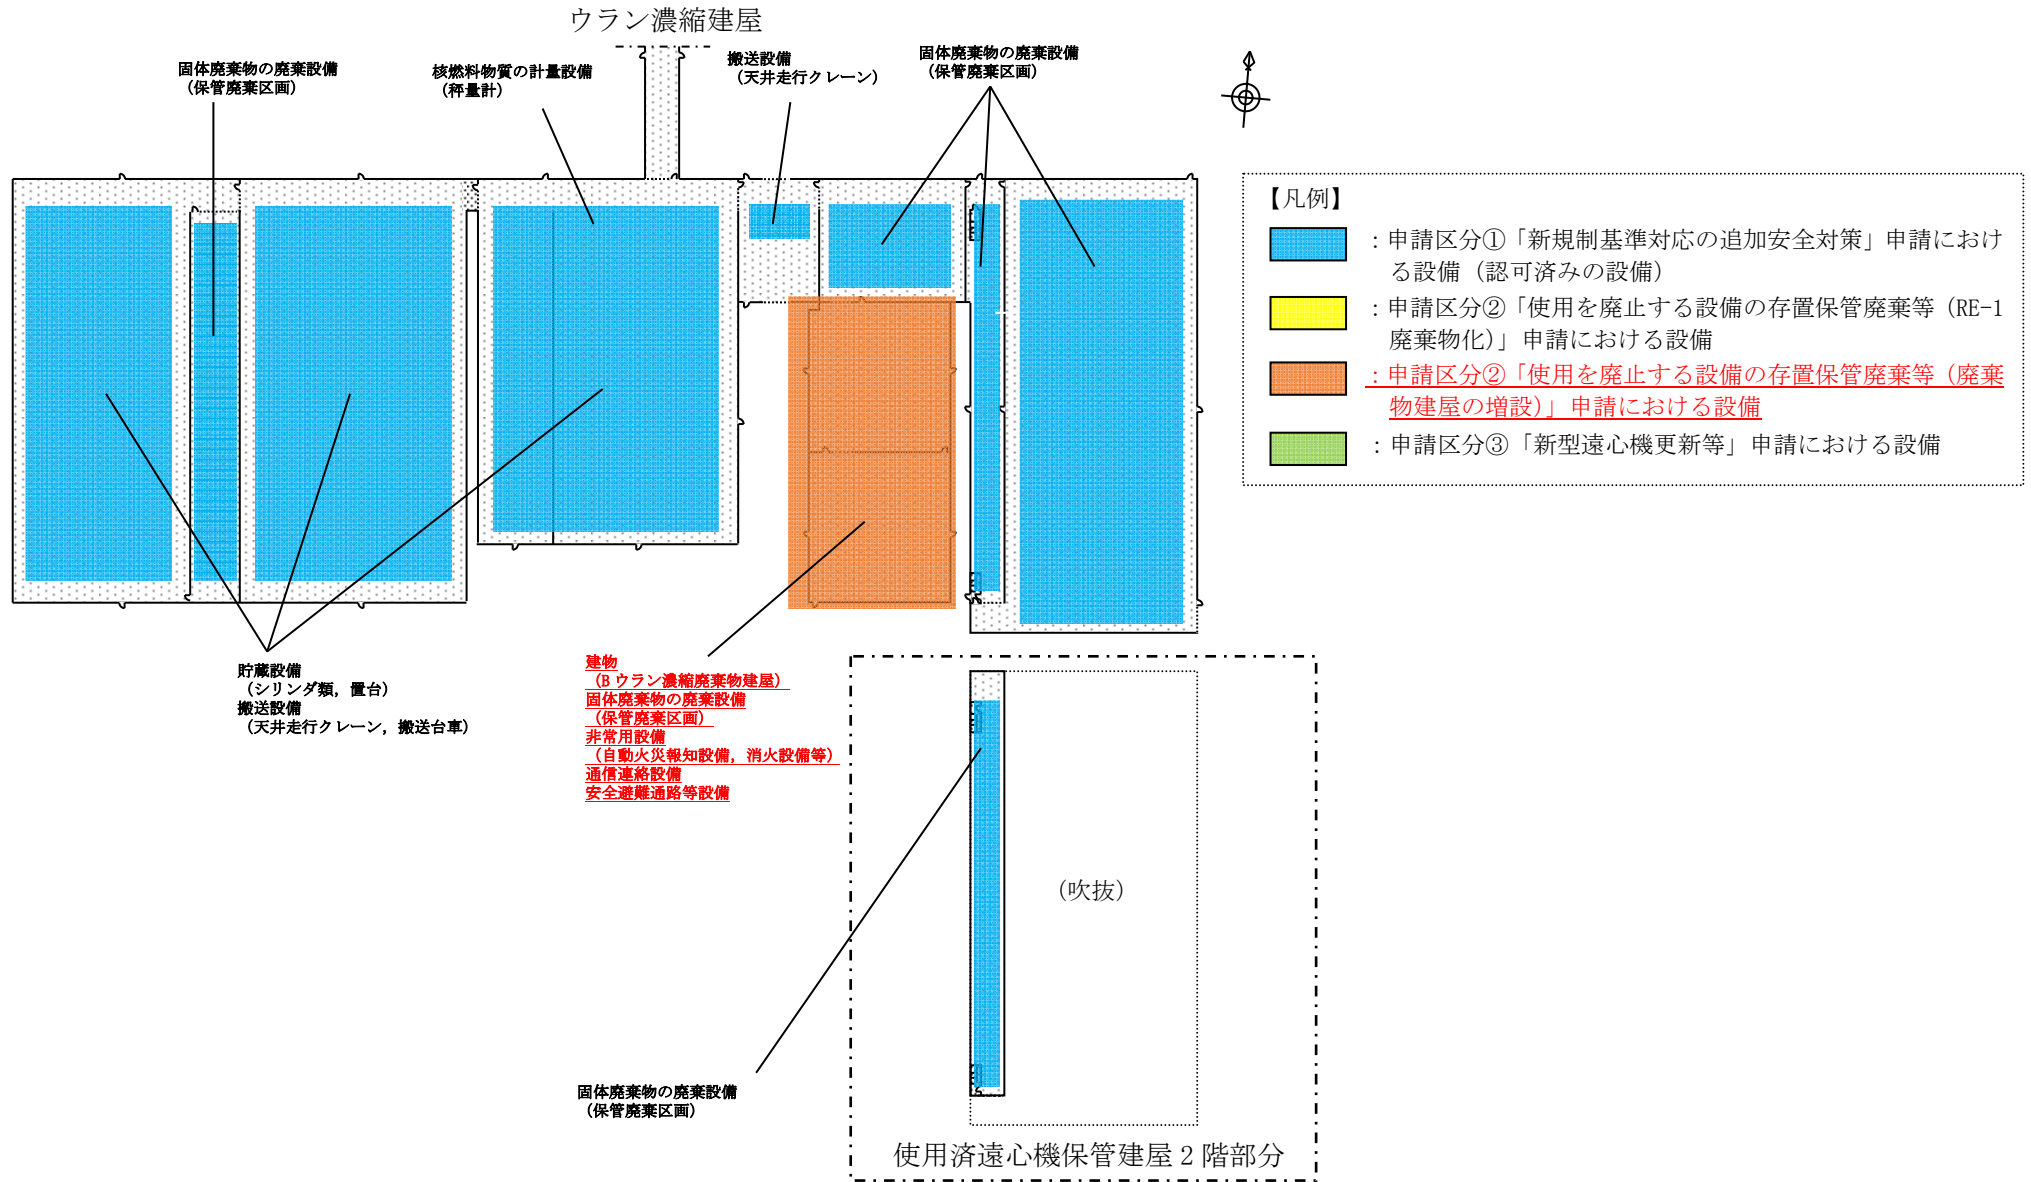 ウラン濃縮建屋
固体廃棄物の廃棄設備
（保管廃棄区画）
核燃料物質の計量設備
（秤量計）
搬送設備
（天井走行クレーン）
固体廃棄物の廃棄設備
（保管廃棄区画）
【凡例】
：申請区分①「新規制基準対応の追加安全対策」申請におけ
る設備（認可済みの設備）
：申請区分②「使用を廃止する設備の存置保管廃棄等（RE-1
廃棄物化）」申請における設備
：申請区分②「使用を廃止する設備の存置保管廃棄等（廃棄
物建屋の増設）」申請における設備
：申請区分③「新型遠心機更新等」申請における設備
貯蔵設備
（シリンダ類，置台）
搬送設備
（天井走行クレーン，搬送台車）
建物
（Bウラン濃縮廃棄物建屋）
固体廃棄物の廃棄設備
（保管廃棄区画）
非常用設備
（自動火災報知設備，消火設備等）
通信連絡設備
安全避難通路等設備
（吹抜）
固体廃棄物の廃棄設備
（保管廃棄区画）
使用済遠心機保管建屋２階部分